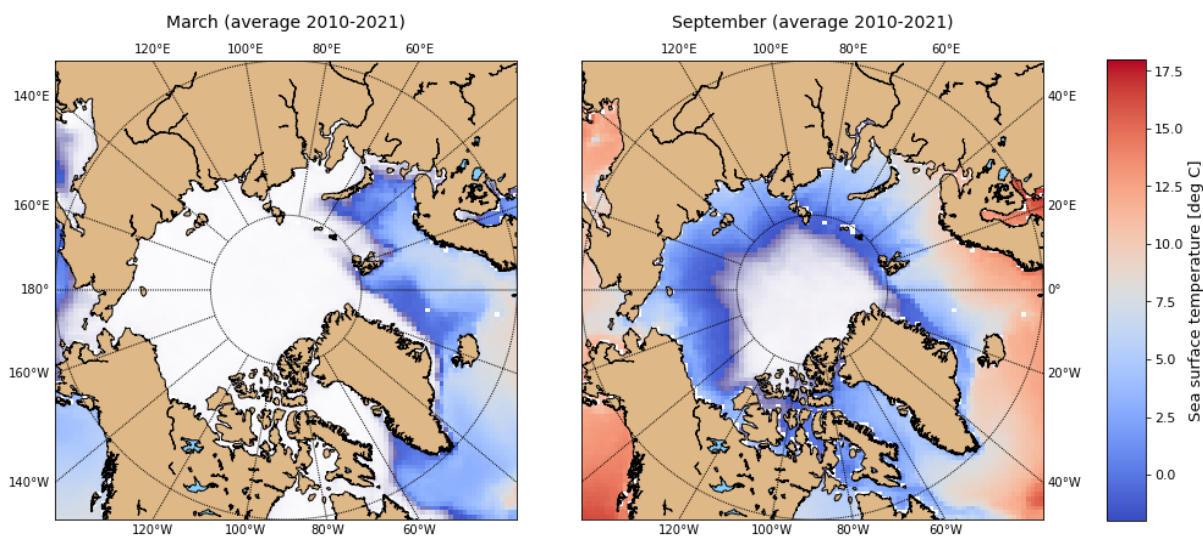 March (average 2010-2021)
September (average 2010-2021)
120°E 100°E 80°E 60°E
120°E 100°E 80°E 60°E
140°E
160°E
180°
160°W
140°W
40°E
20°E
0°
20°W
40°W
17.5
15.0
12.5
10.0
7.5
5.0
2.5
0.0
Sea surface temperature [deg C]
120°W 100°W 80°W 60°W
120°W 100°W 80°W 60°W